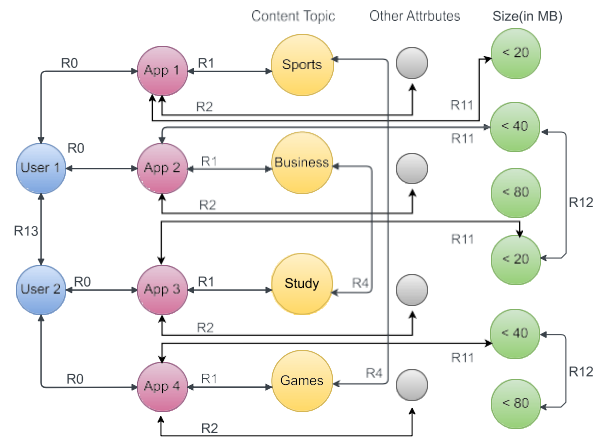 Content Topic Other Attrbutes Size(in MB)
R0 App 1 R1 Sports < 20
R2 R11
R0 < 40
R11
User 1 App 2 R1 Business
< 80
R2 R12
R13 R11
< 20
User 2 R0 App 3 R1 Study R4
R2 < 40
R11
R0 App 4 R1 Games R4 R12
< 80
R2